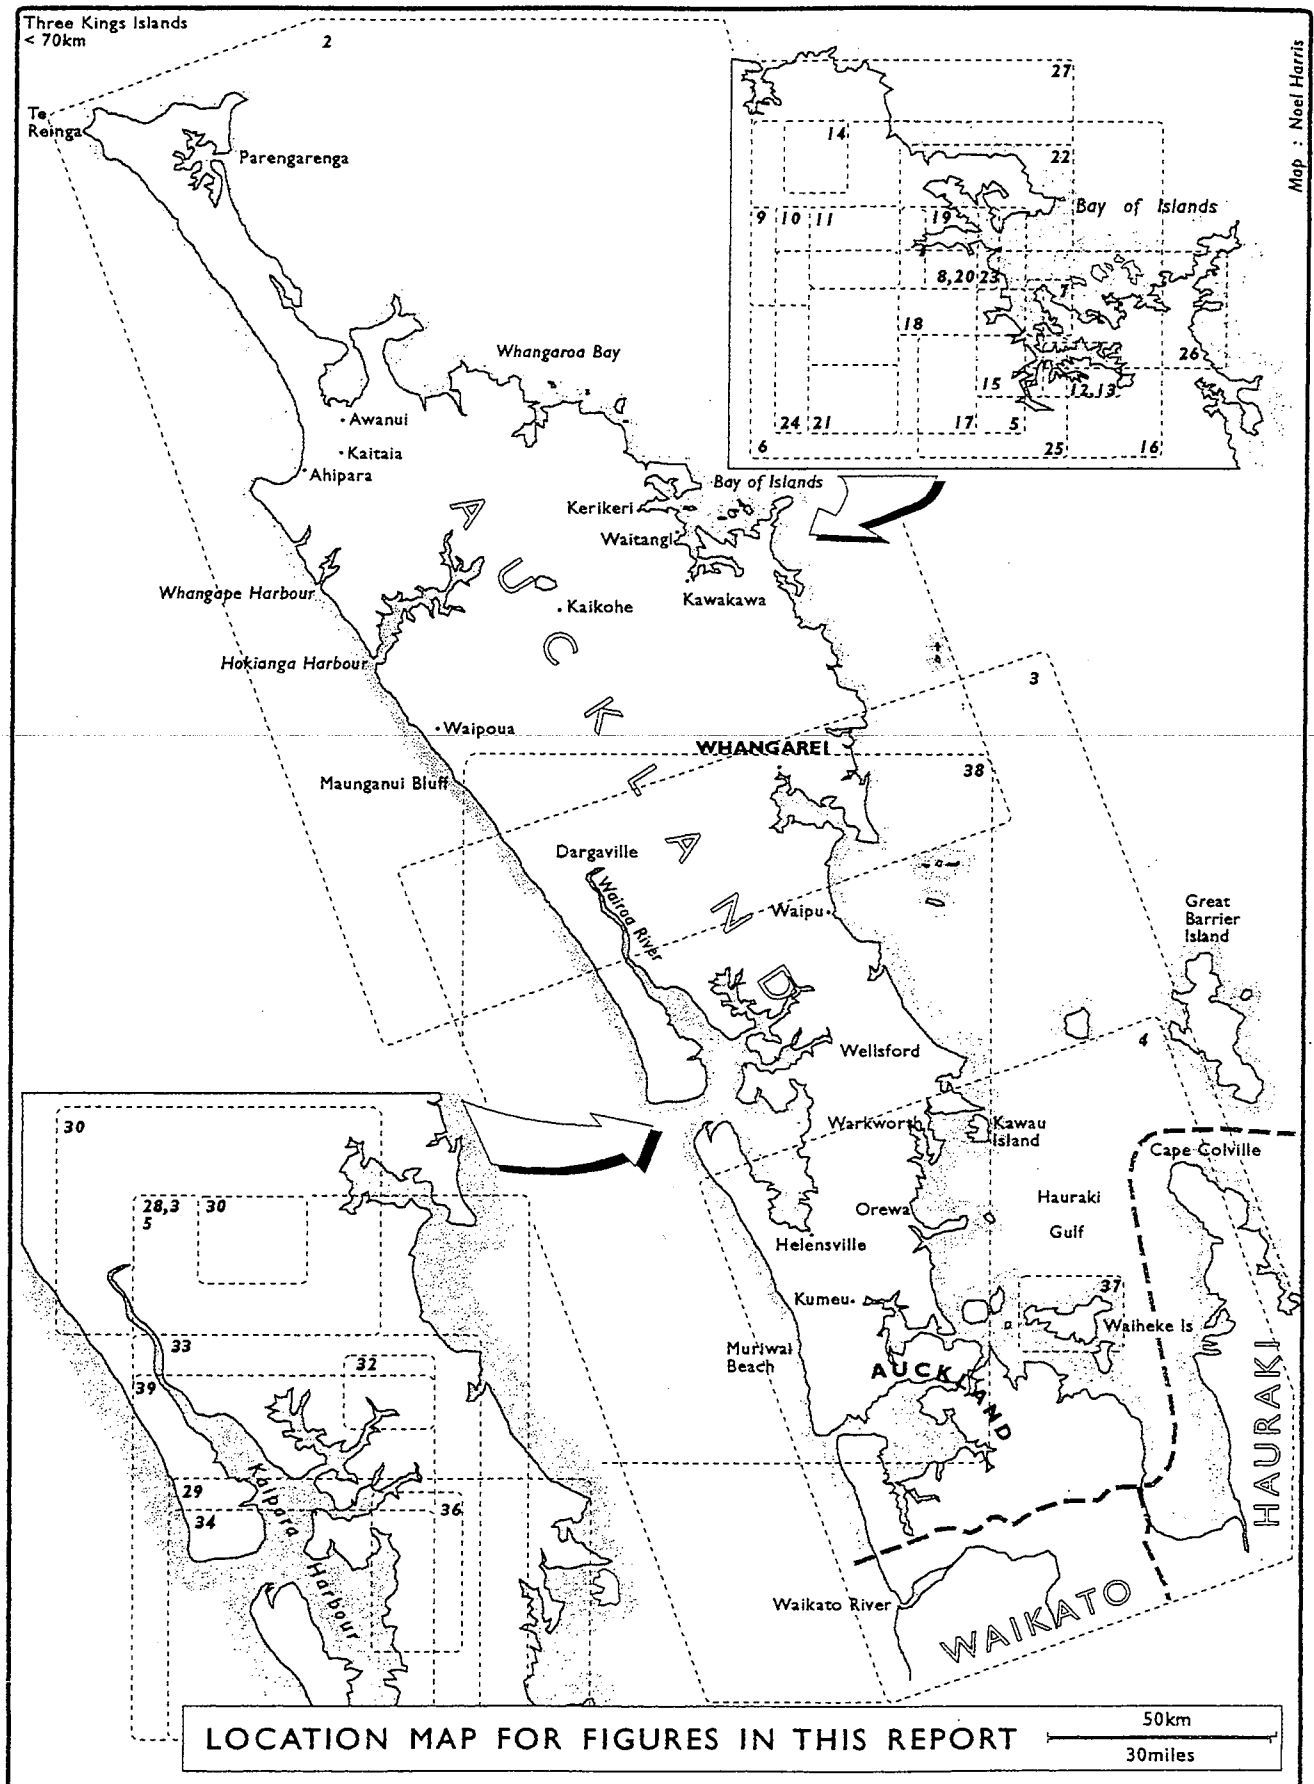 Three Kings Islands
< 70km
2
Te
Reinga
Parengarenga
Map : Noel Harris
27
14
22
Bay of Islands
9
10
11
19
8,20
23
7
18
26
15
12,13
24
21
17
5
6
25
16
Whangaroa Bay
Awanui
Kaitaia
Ahipara
Bay of Islands
Kerikeri
Waitangi
Kawakawa
Whangape Harbour
Kaikohe
Hokianga Harbour
AUCKLAND
3
Waipoua
WHANGAREI
38
Maunganui Bluff
Dargaville
Wairoa River
Waipu
Great
Barrier
Island
4
Wellsford
Warkworth
Kawau
Island
Cape Colville
Hauraki
Gulf
Orewa
Helensville
37
Kumeu
Waiheke Is
Muriwai
Beach
AUCKLAND
HAURAKI
30
28,3
5
30
33
32
39
29
34
36
Kaipara
Harbour
Waikato River
WAIKATO
LOCATION MAP FOR FIGURES IN THIS REPORT
50km
30miles